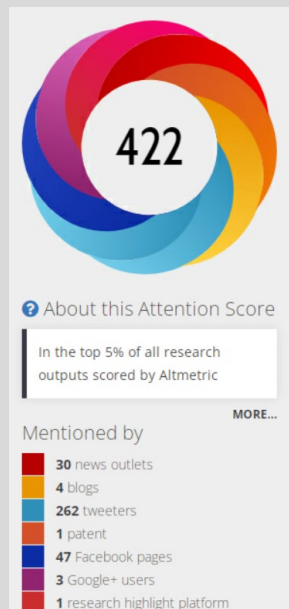 422
? About this Attention Score
In the top 5% of all research
outputs scored by Altmetric
MORE...
Mentioned by
30 news outlets
4 blogs
262 tweeters
1 patent
47 Facebook pages
3 Google+ users
1 research highlight platform